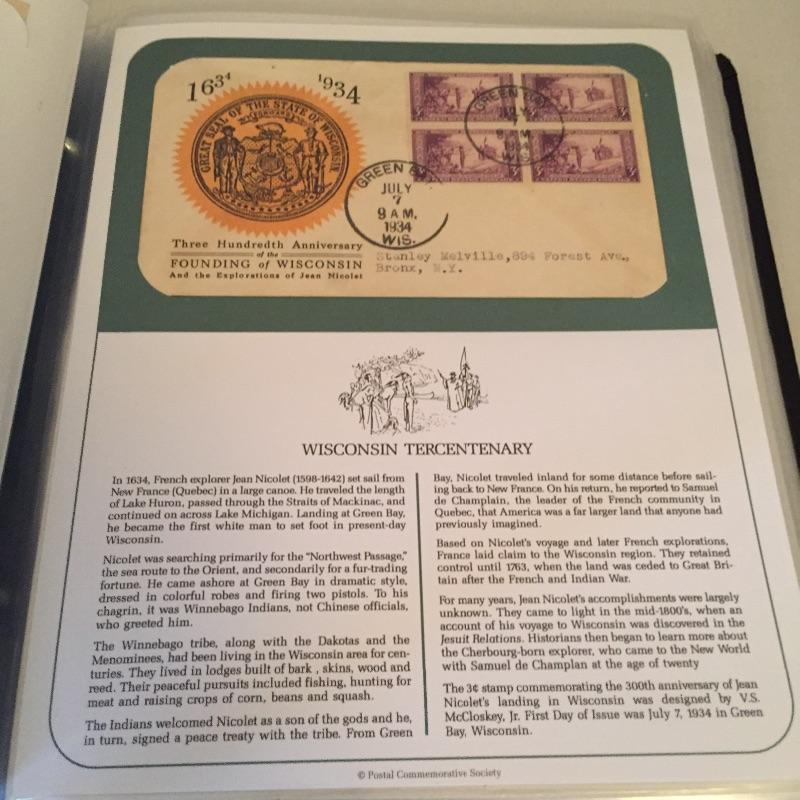 1634 1934
GREAT SEAL OF THE STATE OF WISCONSIN
FORWARD
Three Hundredth Anniversary
of the
FOUNDING of WISCONSIN
And the Explorations of Jean Nicolet
GREEN BAY
JULY
7
9 AM
1934
WIS.
GREEN
JULY
7
9 A M.
1934
WIS.
Stanley Melville,894 Forest Ave.,
Bronx, N.Y.
WISCONSIN TERCENTENARY
In 1634, French explorer Jean Nicolet (1598-1642) set sail from
New France (Quebec) in a large canoe. He traveled the length
of Lake Huron, passed through the Straits of Mackinac, and
continued on across Lake Michigan. Landing at Green Bay,
he became the first white man to set foot in present-day
Wisconsin.
Nicolet was searching primarily for the “Northwest Passage,”
the sea route to the Orient, and secondarily for a fur-trading
fortune. He came ashore at Green Bay in dramatic style,
dressed in colorful robes and firing two pistols. To his
chagrin, it was Winnebago Indians, not Chinese officials,
who greeted him.
The Winnebago tribe, along with the Dakotas and the
Menominees, had been living in the Wisconsin area for cen-
turies. They lived in lodges built of bark , skins, wood and
reed. Their peaceful pursuits included fishing, hunting for
meat and raising crops of corn, beans and squash.
The Indians welcomed Nicolet as a son of the gods and he,
in turn, signed a peace treaty with the tribe. From Green
Bay, Nicolet traveled inland for some distance before sail-
ing back to New France. On his return, he reported to Samuel
de Champlain, the leader of the French community in
Quebec, that America was a far larger land that anyone had
previously imagined.
Based on Nicolet's voyage and later French explorations,
France laid claim to the Wisconsin region. They retained
control until 1763, when the land was ceded to Great Bri-
tain after the French and Indian War.
For many years, Jean Nicolet's accomplishments were largely
unknown. They came to light in the mid-1800's, when an
account of his voyage to Wisconsin was discovered in the
Jesuit Relations. Historians then began to learn more about
the Cherbourg-born explorer, who came to the New World
with Samuel de Champlan at the age of twenty
The 3¢ stamp commemorating the 300th anniversary of Jean
Nicolet's landing in Wisconsin was designed by V.S.
McCloskey, Jr. First Day of Issue was July 7, 1934 in Green
Bay, Wisconsin.
© Postal Commemorative Society